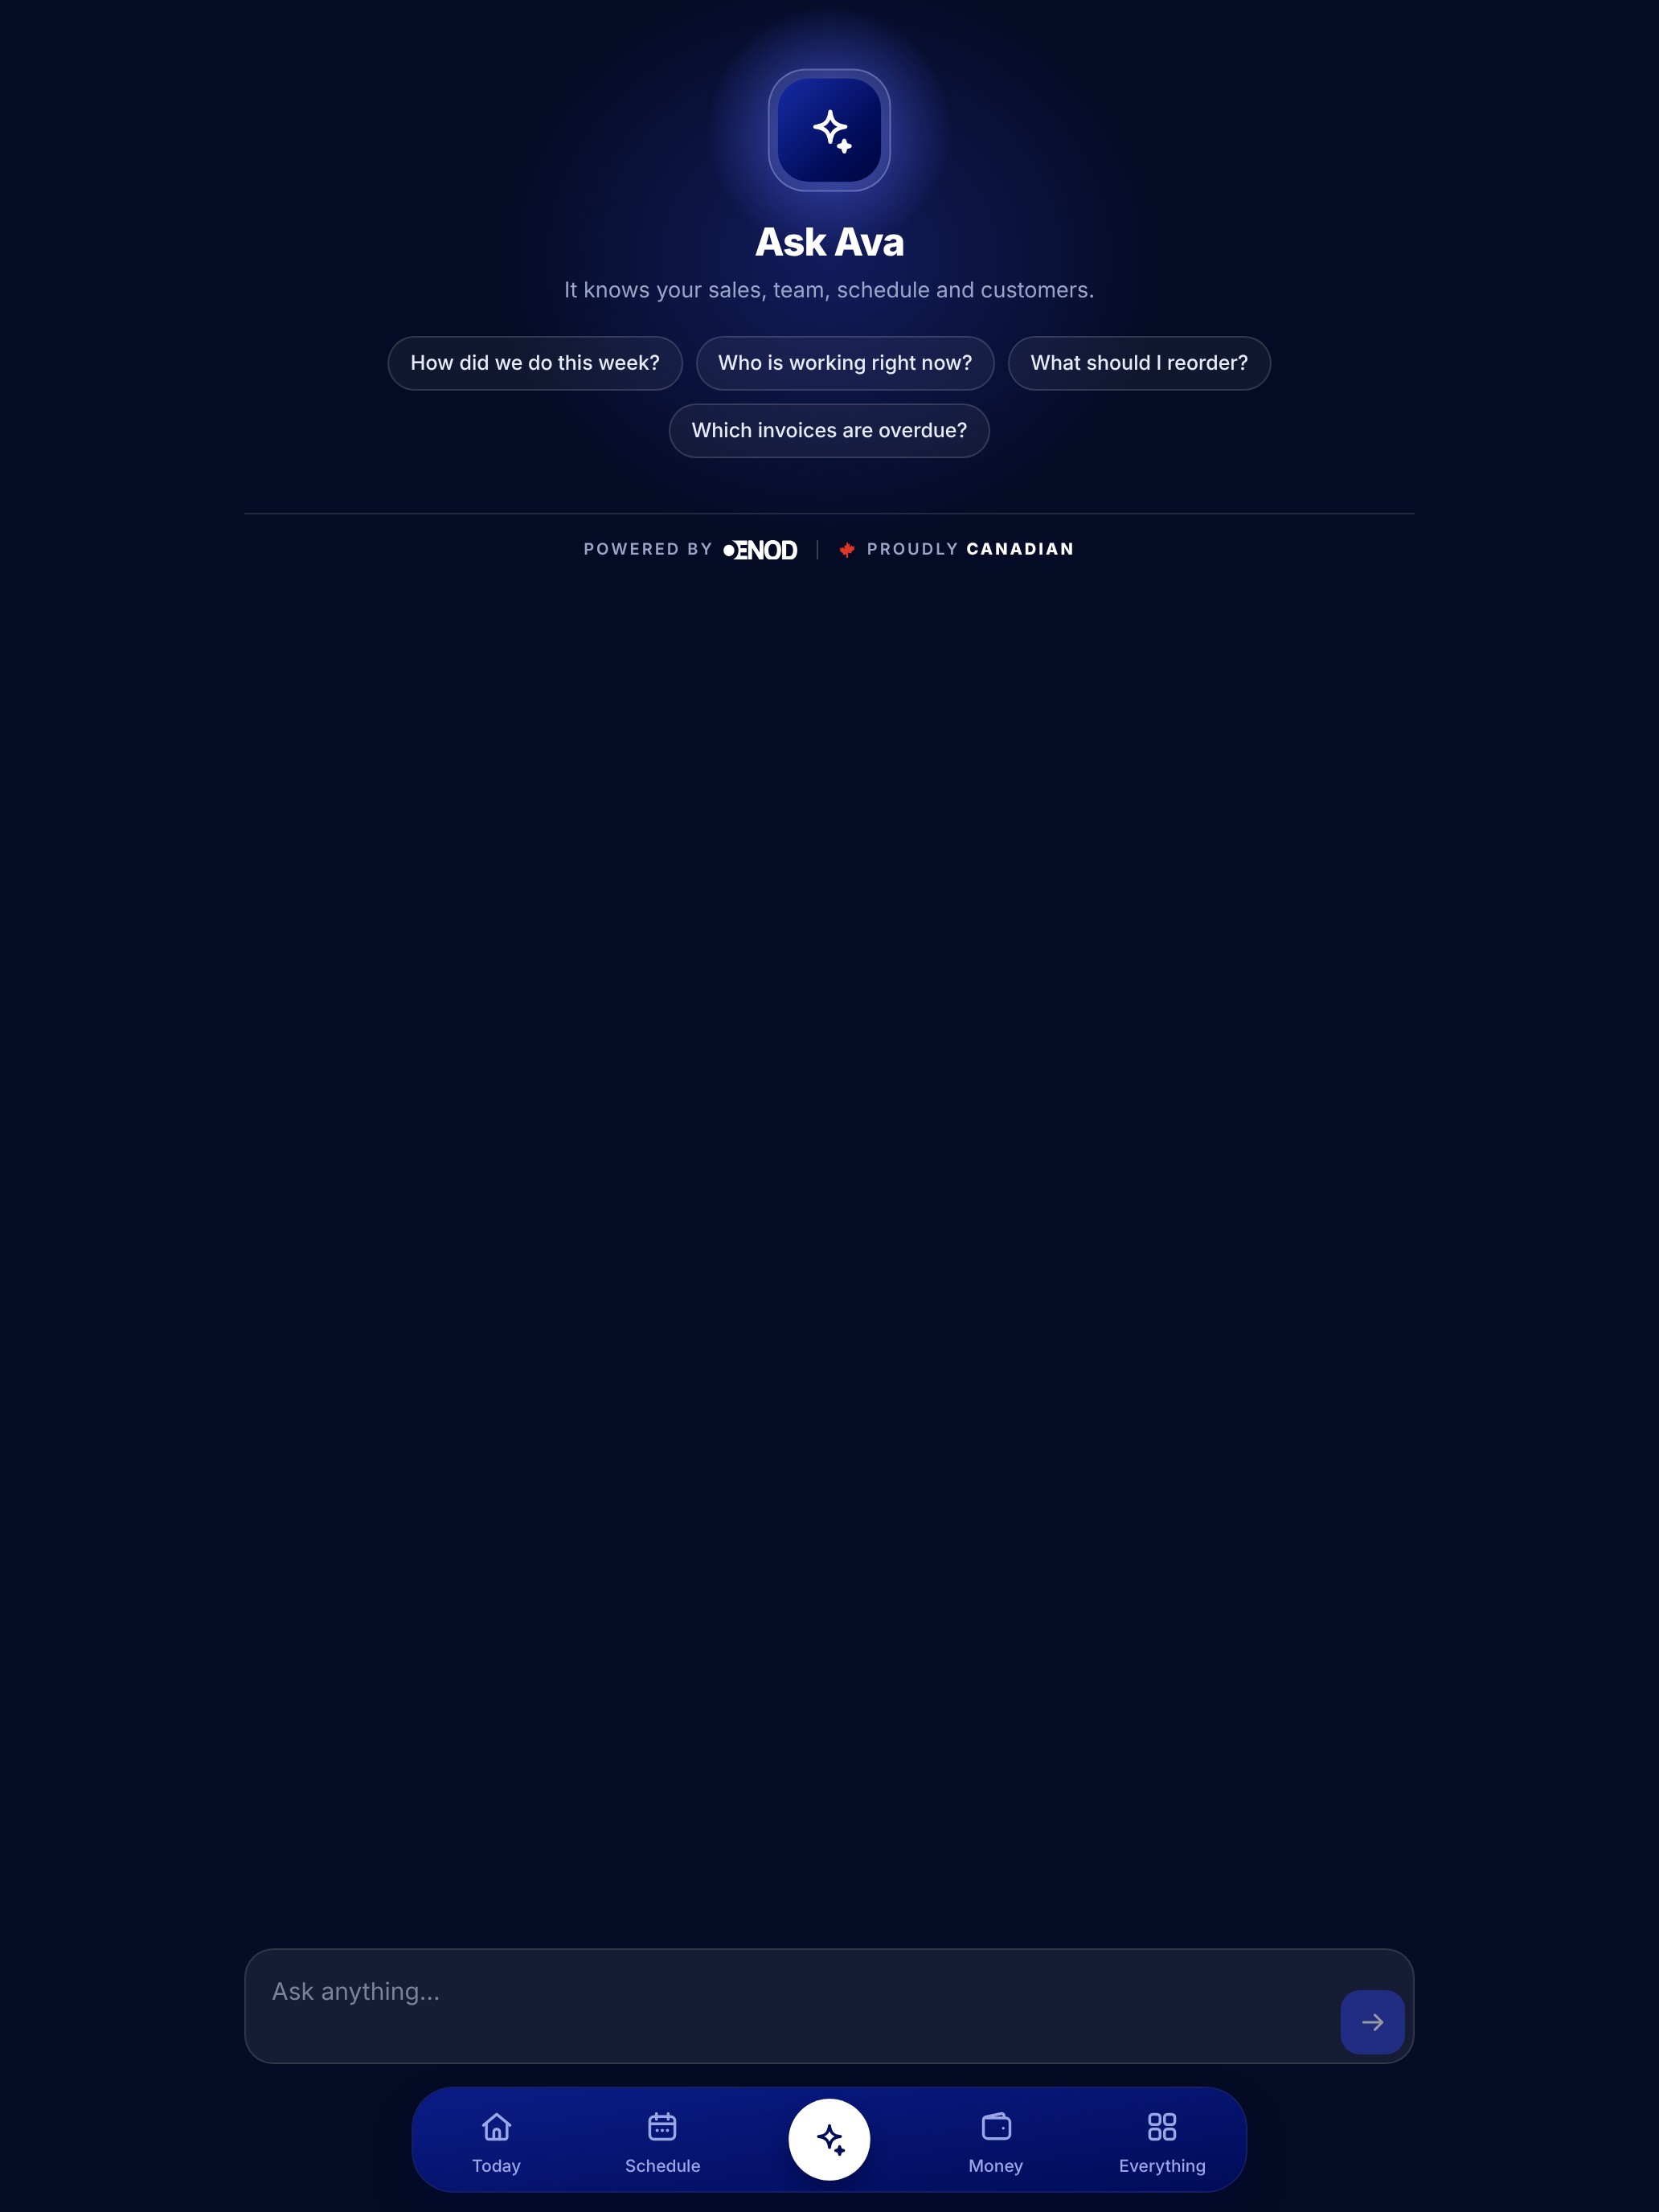 Ask Ava
It knows your sales, team, schedule and customers.
How did we do this week?
Who is working right now?
What should I reorder?
Which invoices are overdue?
POWERED BY ENOD | PROUDLY CANADIAN
Ask anything...
Today
Schedule
Money
Everything